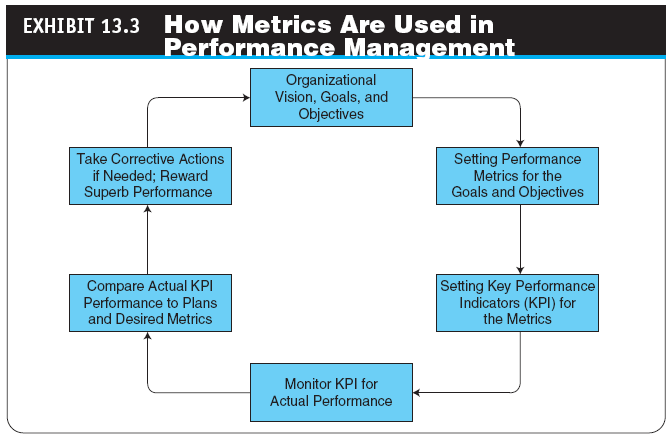 EXHIBIT 13.3 How Metrics Are Used in
Performance Management
Organizational
Vision, Goals, and
Objectives
Setting Performance
Metrics for the
Goals and Objectives
Setting Key Performance
Indicators (KPI) for
the Metrics
Monitor KPI for
Actual Performance
Compare Actual KPI
Performance to Plans
and Desired Metrics
Take Corrective Actions
if Needed; Reward
Superb Performance